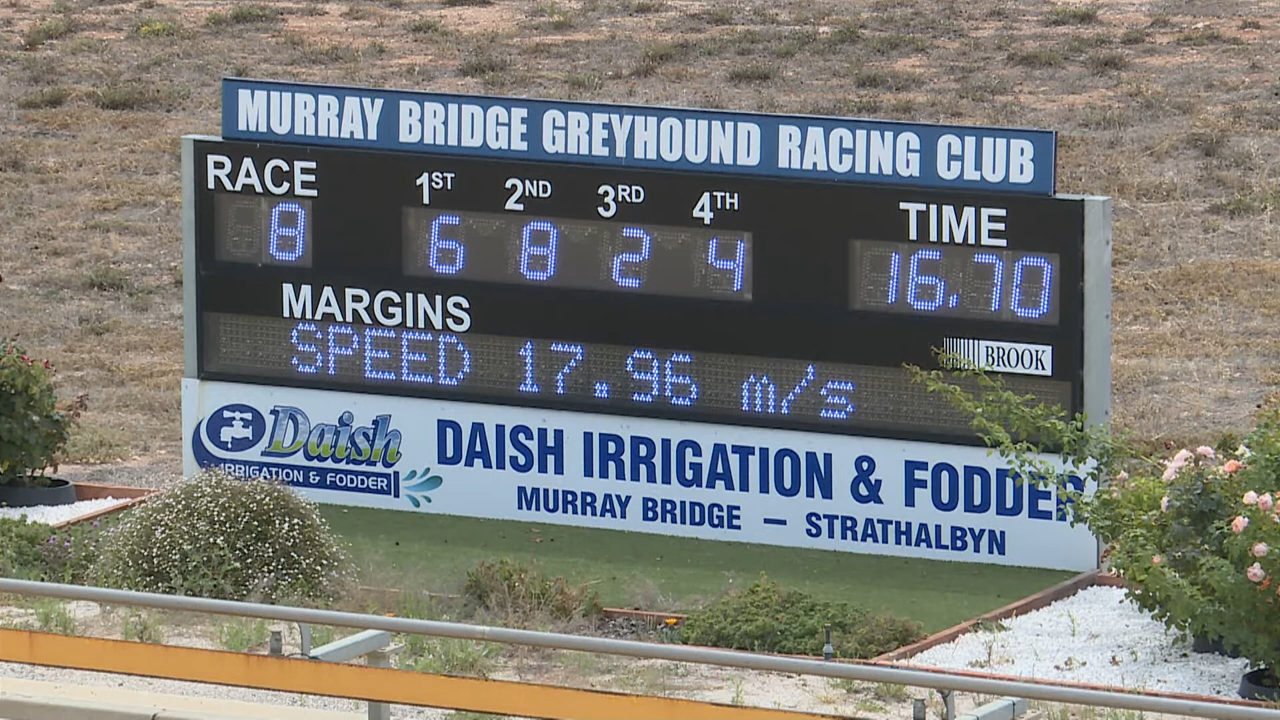 MURRAY BRIDGE GREYHOUND RACING CLUB
RACE 1ST 2ND 3RD 4TH TIME
8 6 8 2 4 16.70
MARGINS
SPEED 17.96 m/s
BROOK
Daish
IRRIGATION & FODDER
DAISH IRRIGATION & FODDER
MURRAY BRIDGE – STRATHALBYN